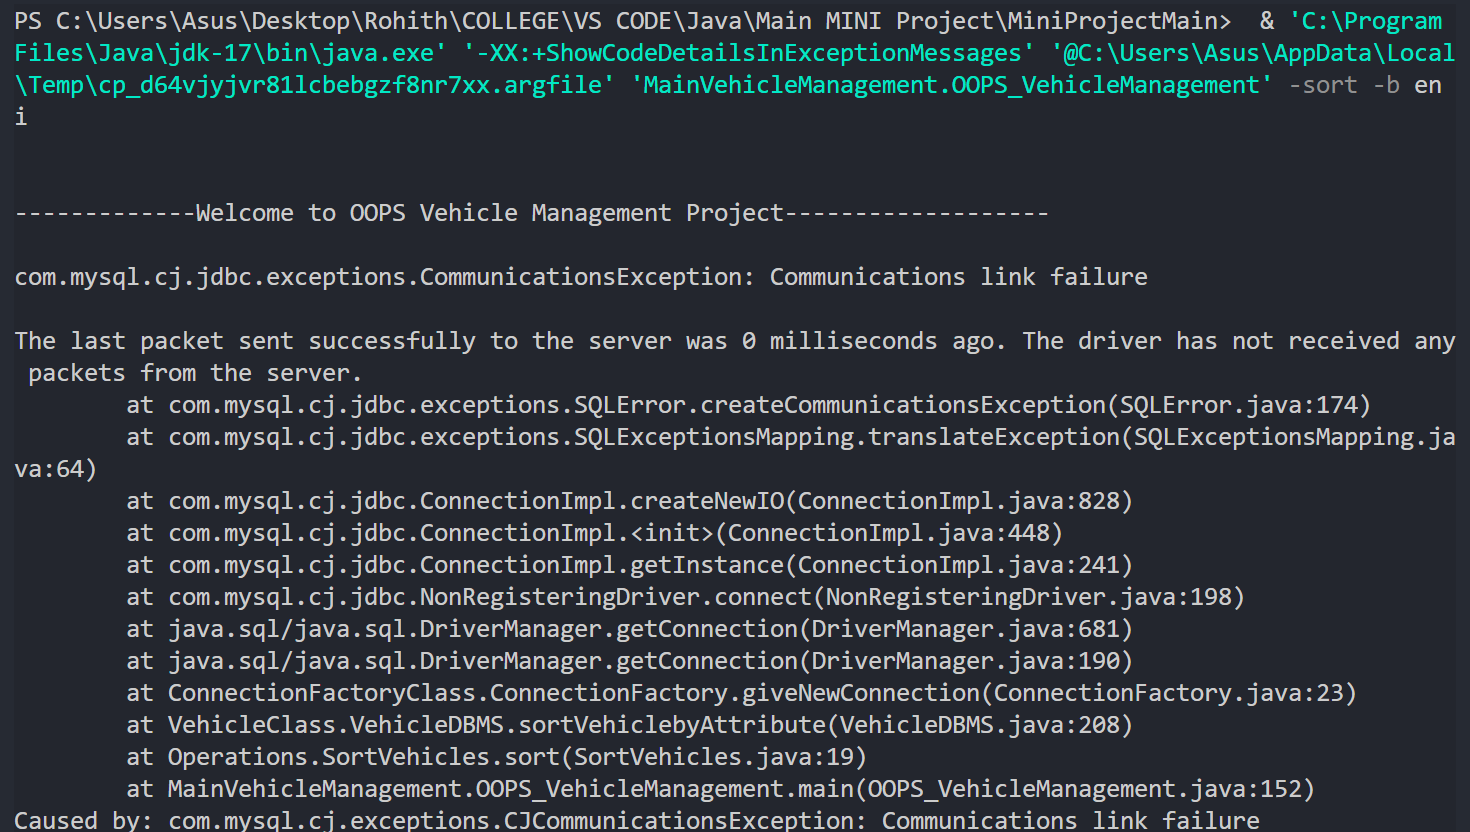 PS C:\Users\Asus\Desktop\Rohith\COLLEGE\VS CODE\Java\Main MINI Project\MiniProjectMain>  & 'C:\Program
Files\Java\jdk-17\bin\java.exe' '-XX:+ShowCodeDetailsInExceptionMessages' '@C:\Users\Asus\AppData\Local
\Temp\cp_d64vjyjvr81lcbebgzf8nr7xx.argfile' 'MainVehicleManagement.OOPS_VehicleManagement' -sort -b en
i
-------------Welcome to OOPS Vehicle Management Project-------------------
com.mysql.cj.jdbc.exceptions.CommunicationsException: Communications link failure
The last packet sent successfully to the server was 0 milliseconds ago. The driver has not received any
 packets from the server.
        at com.mysql.cj.jdbc.exceptions.SQLError.createCommunicationsException(SQLError.java:174)
        at com.mysql.cj.jdbc.exceptions.SQLExceptionsMapping.translateException(SQLExceptionsMapping.ja
va:64)
        at com.mysql.cj.jdbc.ConnectionImpl.createNewIO(ConnectionImpl.java:828)
        at com.mysql.cj.jdbc.ConnectionImpl.<init>(ConnectionImpl.java:448)
        at com.mysql.cj.jdbc.ConnectionImpl.getInstance(ConnectionImpl.java:241)
        at com.mysql.cj.jdbc.NonRegisteringDriver.connect(NonRegisteringDriver.java:198)
        at java.sql/java.sql.DriverManager.getConnection(DriverManager.java:681)
        at java.sql/java.sql.DriverManager.getConnection(DriverManager.java:190)
        at ConnectionFactoryClass.ConnectionFactory.giveNewConnection(ConnectionFactory.java:23)
        at VehicleClass.VehicleDBMS.sortVehiclebyAttribute(VehicleDBMS.java:208)
        at Operations.SortVehicles.sort(SortVehicles.java:19)
        at MainVehicleManagement.OOPS_VehicleManagement.main(OOPS_VehicleManagement.java:152)
Caused by: com.mysql.cj.exceptions.CJCommunicationsException: Communications link failure